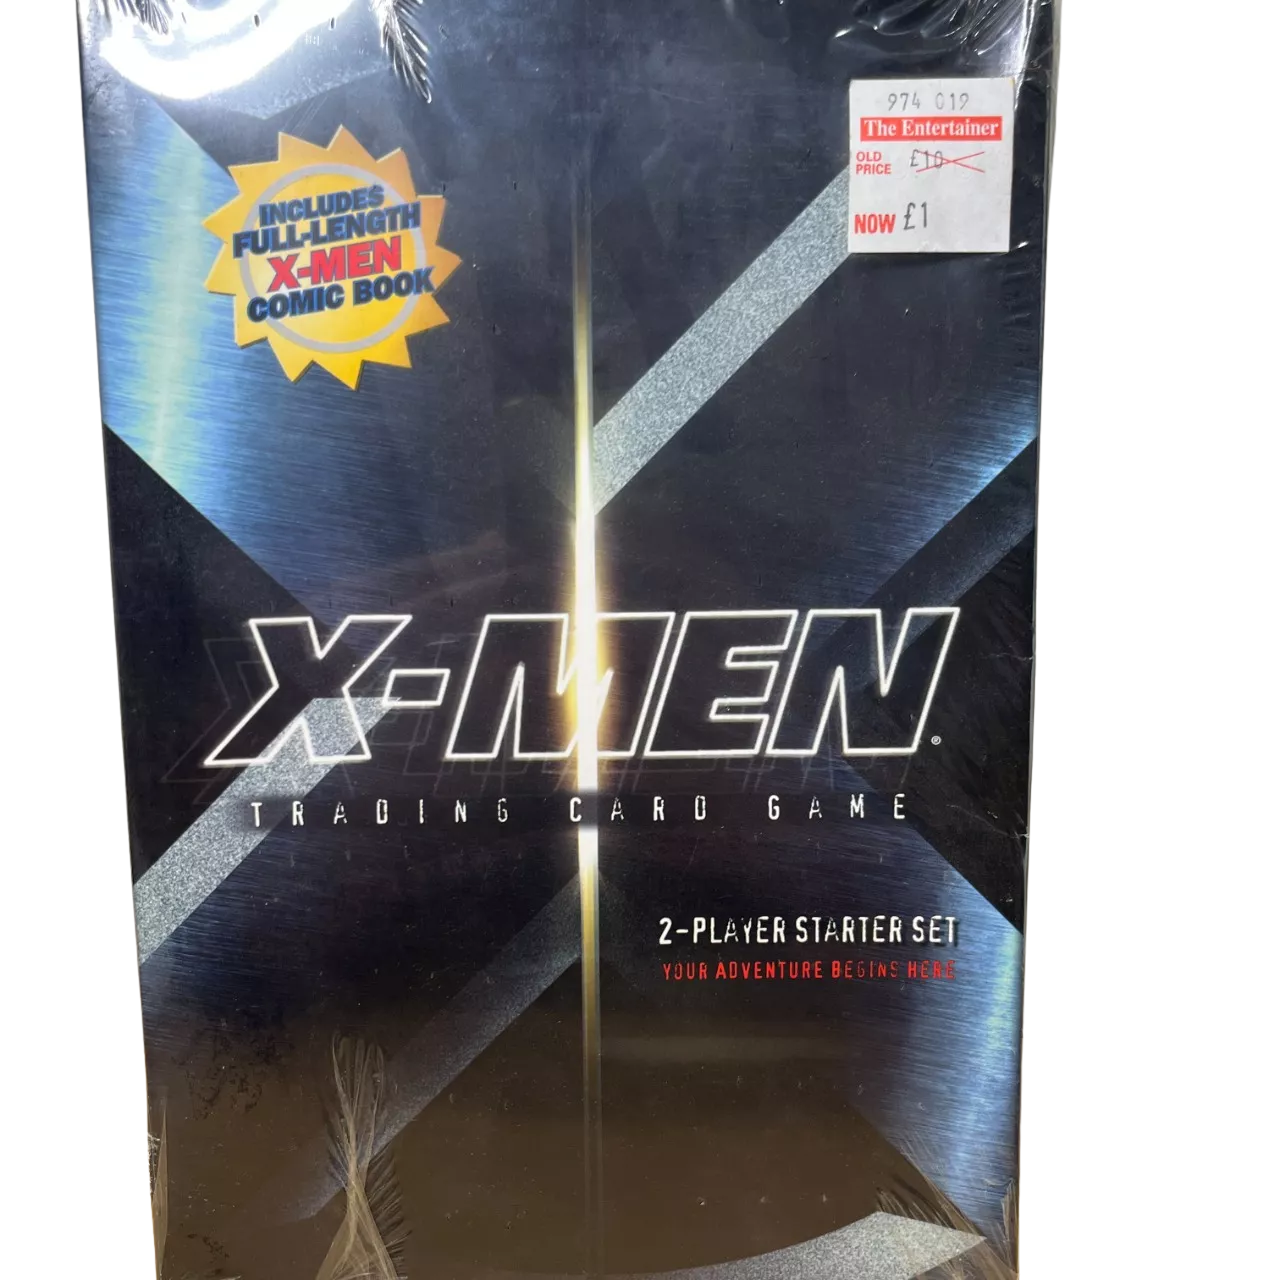 974 019
The Entertainer
OLD PRICE £10
NOW £1
INCLUDES
FULL-LENGTH
X-MEN
COMIC BOOK
X-MEN®
TRADING CARD GAME
2-PLAYER STARTER SET
YOUR ADVENTURE BEGINS HERE